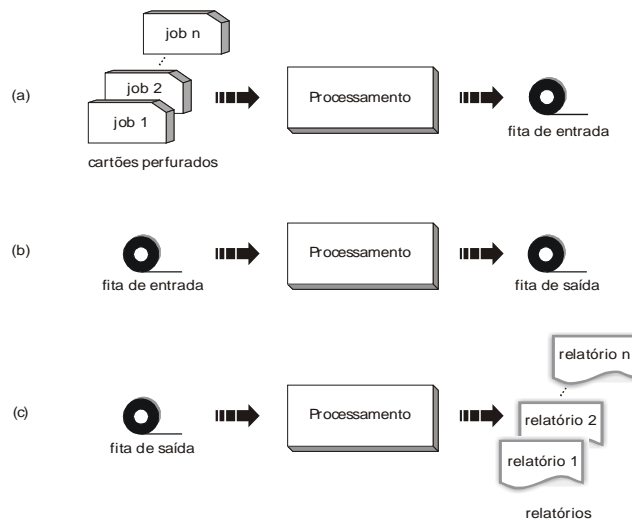 job n
job 2
job 1
cartões perfurados
(a)
Processamento
fita de entrada
(b)
fita de entrada
Processamento
fita de saída
(c)
fita de saída
Processamento
relatório n
relatório 2
relatório 1
relatórios